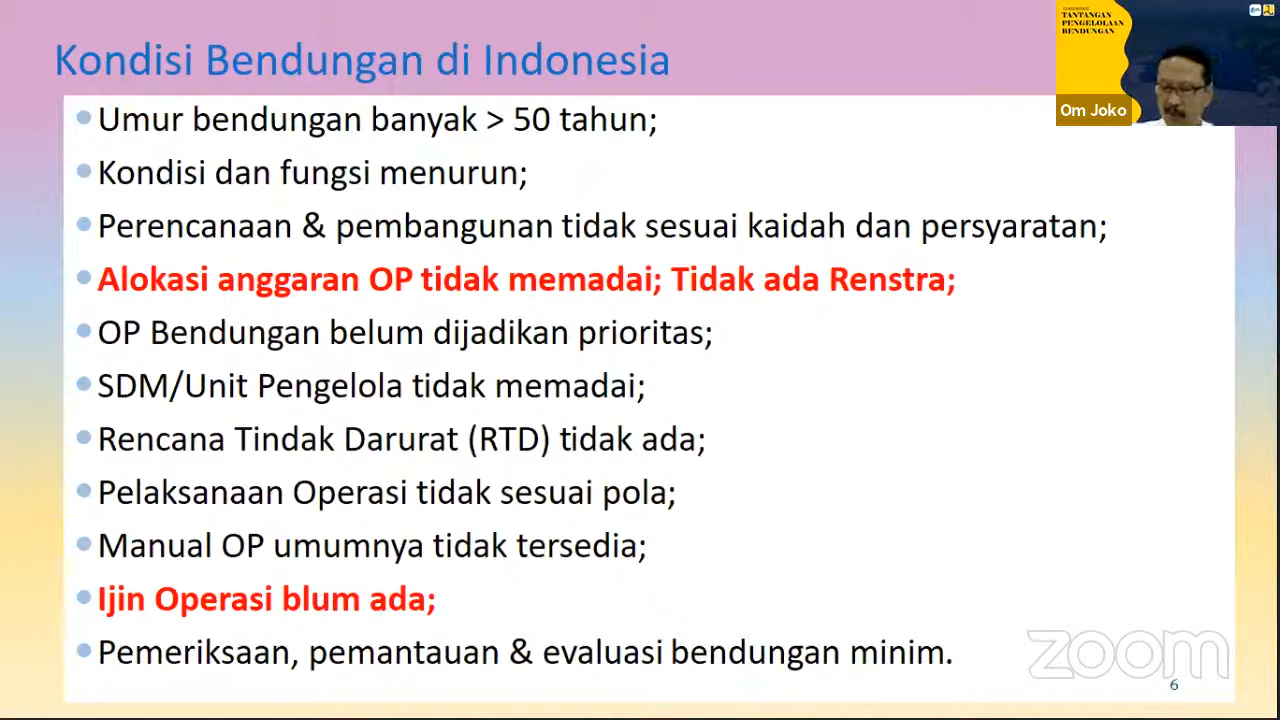 Kondisi Bendungan di Indonesia
TANTANGAN
PENGELOLAAN
BENDUNGAN
Om Joko
Umur bendungan banyak > 50 tahun;
Kondisi dan fungsi menurun;
Perencanaan & pembangunan tidak sesuai kaidah dan persyaratan;
Alokasi anggaran OP tidak memadai; Tidak ada Renstra;
OP Bendungan belum dijadikan prioritas;
SDM/Unit Pengelola tidak memadai;
Rencana Tindak Darurat (RTD) tidak ada;
Pelaksanaan Operasi tidak sesuai pola;
Manual OP umumnya tidak tersedia;
Ijin Operasi blum ada;
Pemeriksaan, pemantauan & evaluasi bendungan minim.
zoom
6